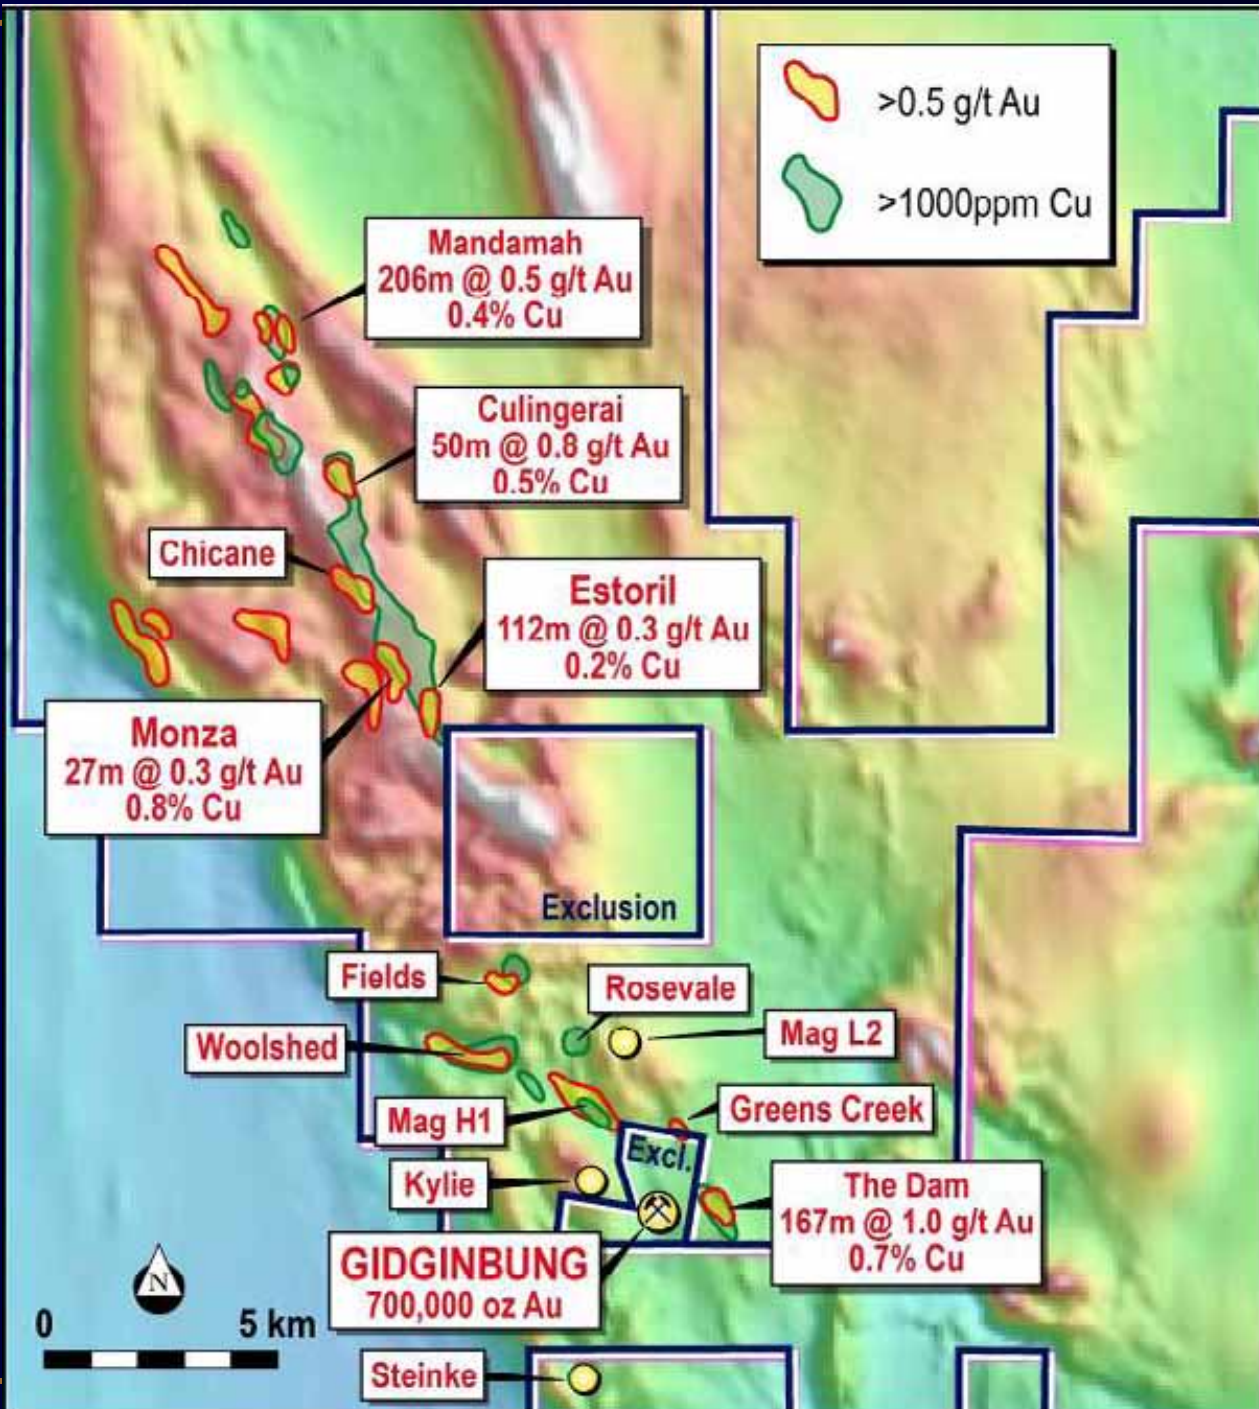 >0.5 g/t Au
>1000ppm Cu
Mandamah
206m @ 0.5 g/t Au
0.4% Cu
Culingerai
50m @ 0.8 g/t Au
0.5% Cu
Chicane
Estoril
112m @ 0.3 g/t Au
0.2% Cu
Monza
27m @ 0.3 g/t Au
0.8% Cu
Exclusion
Fields
Rosevale
Woolshed
Mag L2
Mag H1
Greens Creek
Excl.
Kylie
The Dam
167m @ 1.0 g/t Au
0.7% Cu
GIDGINBUNG
700,000 oz Au
N
0 5 km
Steinke